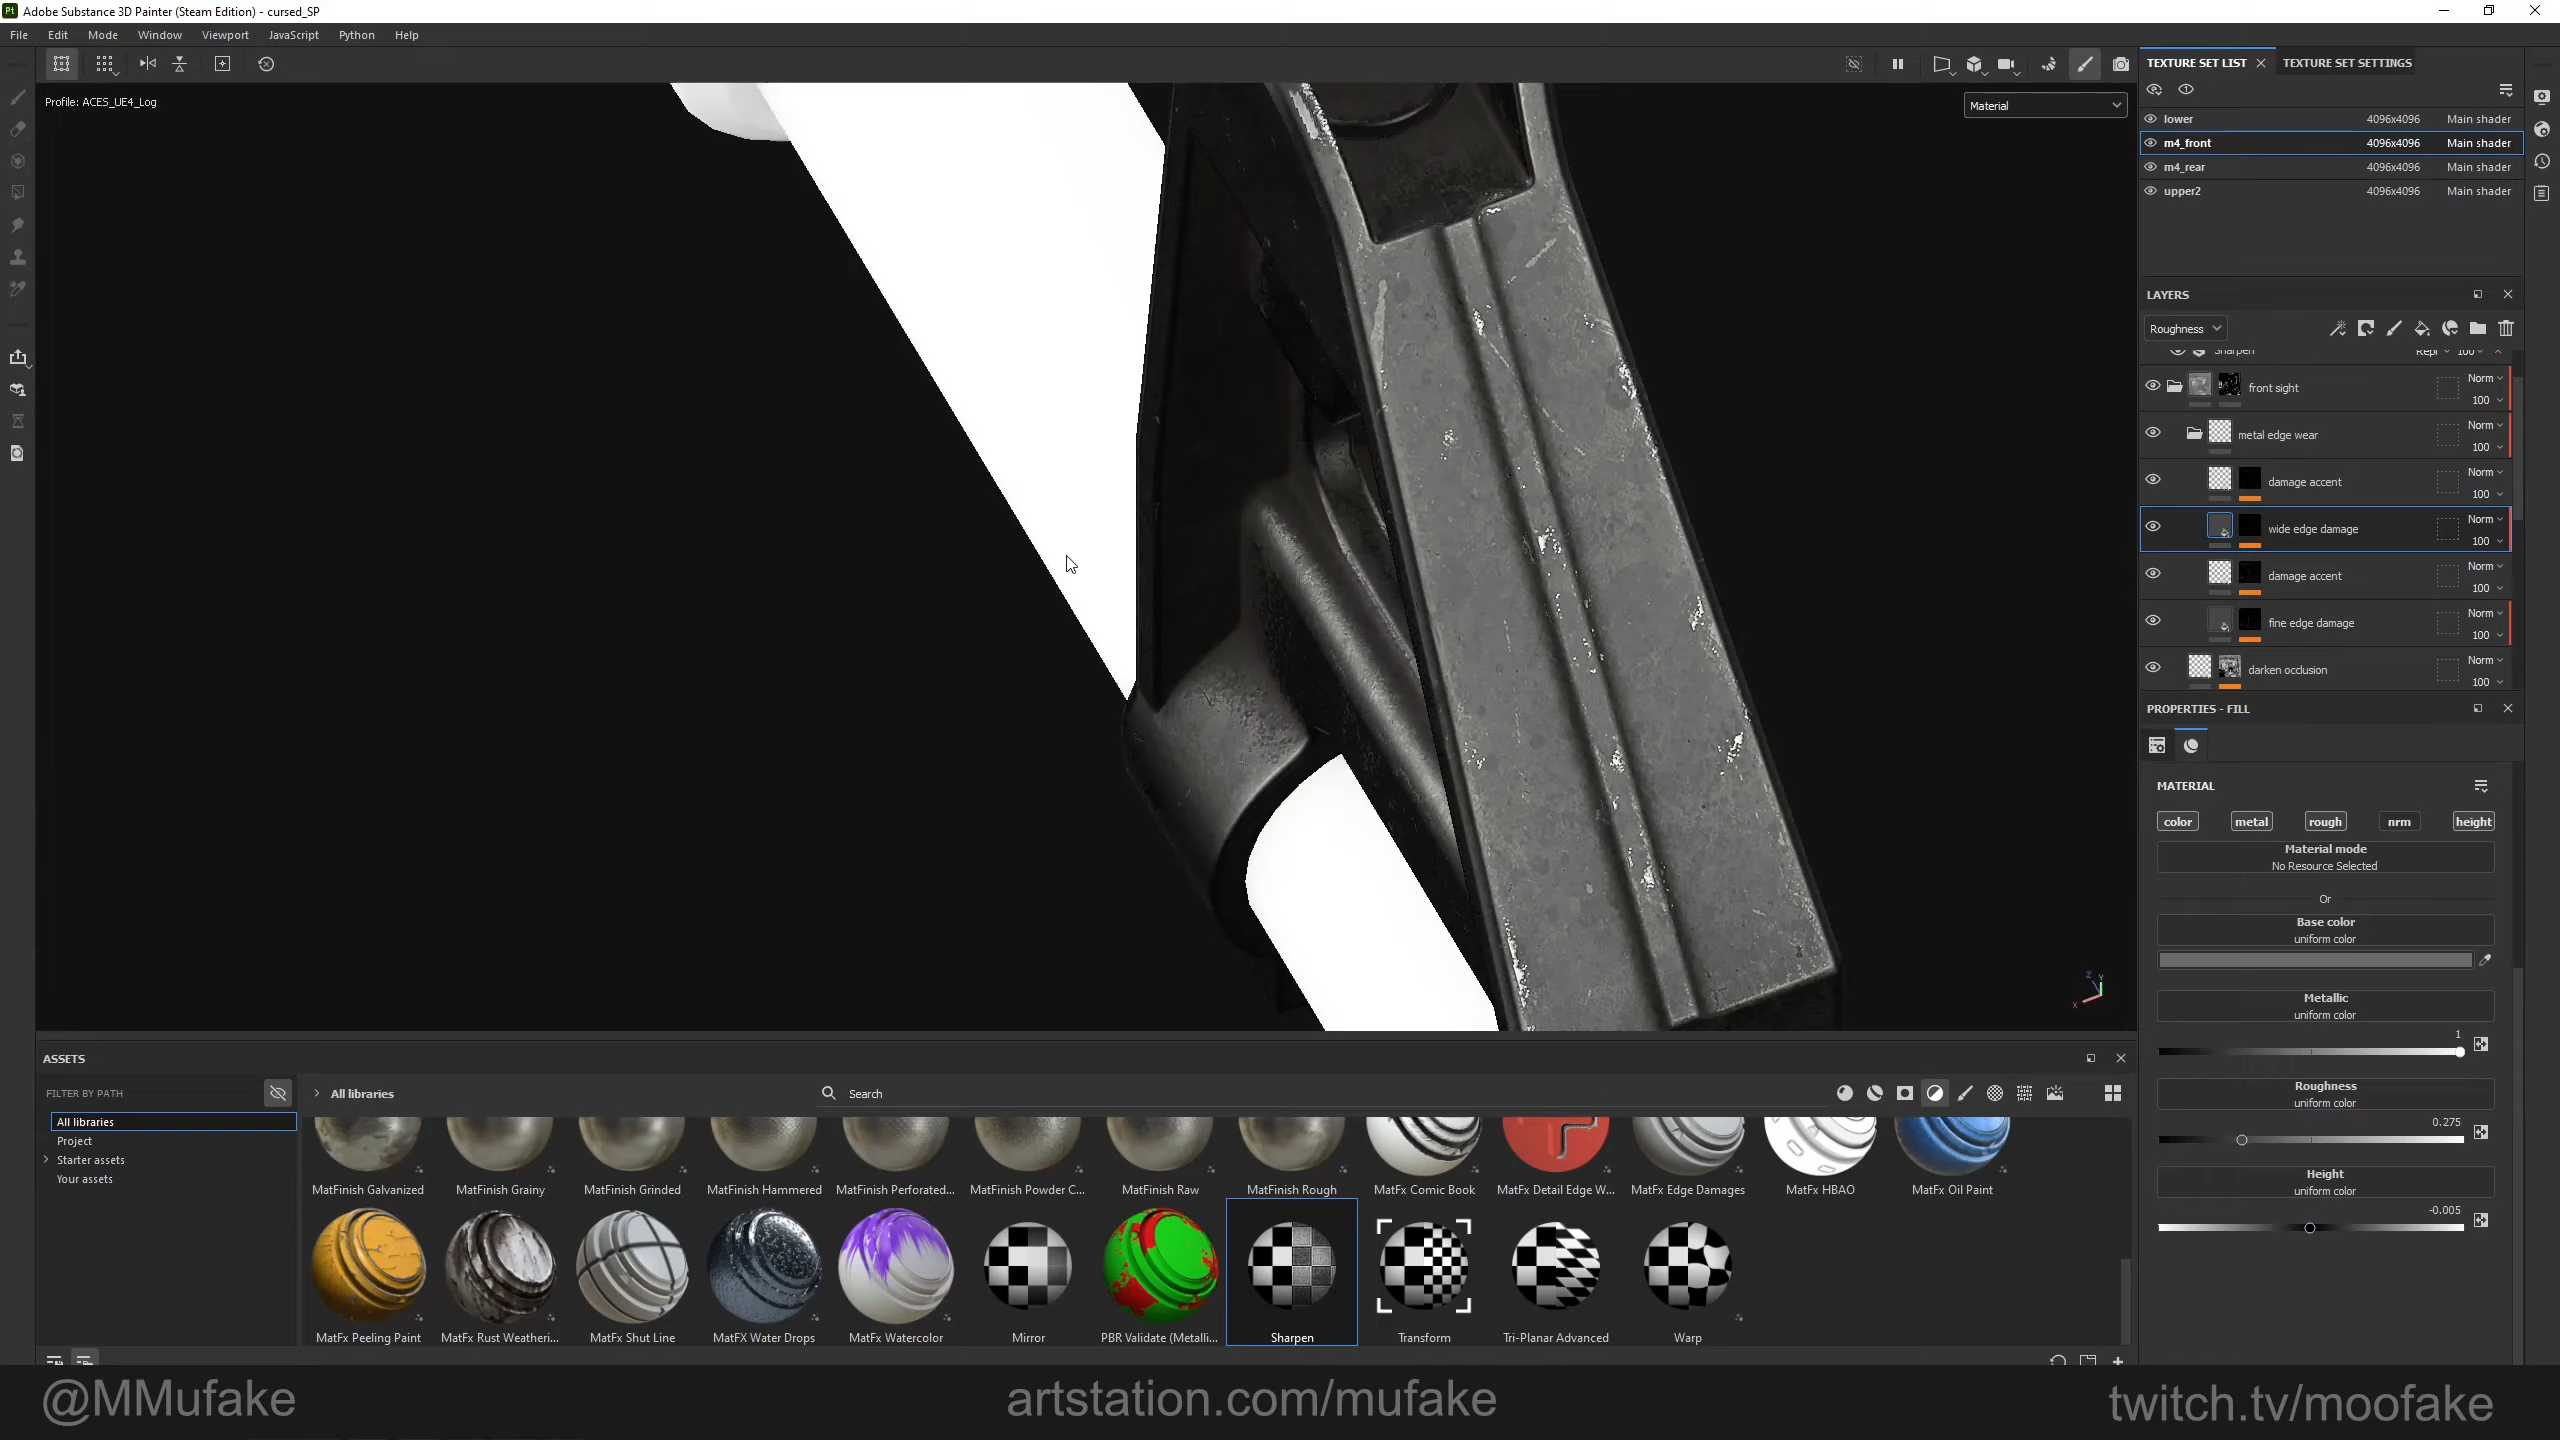 Adobe Substance 3D Painter (Steam Edition) - cursed_SP
File Edit Mode Window Viewport JavaScript Python Help
Profile: ACES_UE4_Log
Material
TEXTURE SET LIST TEXTURE SET SETTINGS
lower 4096x4096 Main shader
m4_front 4096x4096 Main shader
m4_rear 4096x4096 Main shader
upper2 4096x4096 Main shader
LAYERS
Roughness
Sharpen Repl 100
front sight Norm 100
metal edge wear Norm 100
damage accent Norm 100
wide edge damage Norm 100
damage accent Norm 100
fine edge damage Norm 100
darken occlusion Norm 100
PROPERTIES - FILL
MATERIAL
color metal rough nrm height
Material mode
No Resource Selected
Or
Base color
uniform color
Metallic
uniform color
1
Roughness
uniform color
0.275
Height
uniform color
-0.005
Z Y X
ASSETS
FILTER BY PATH
All libraries
Project
Starter assets
Your assets
All libraries
Search
MatFinish Galvanized MatFinish Grainy MatFinish Grinded MatFinish Hammered MatFinish Perforated... MatFinish Powder C... MatFinish Raw MatFinish Rough MatFx Comic Book MatFx Detail Edge W... MatFx Edge Damages MatFx HBAO MatFx Oil Paint
MatFx Peeling Paint MatFx Rust Weatheri... MatFx Shut Line MatFX Water Drops MatFx Watercolor Mirror PBR Validate (Metalli... Sharpen Transform Tri-Planar Advanced Warp
@MMufake artstation.com/mufake twitch.tv/moofake